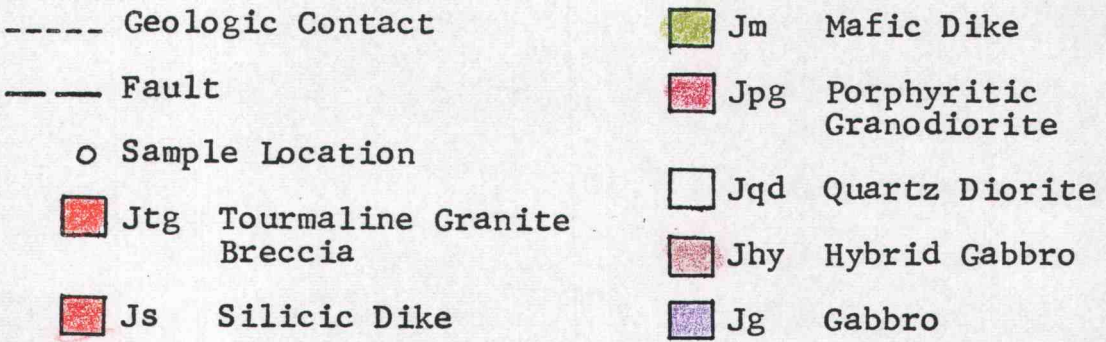 Geologic Contact
Fault
Sample Location
Jtg Tourmaline Granite
Breccia
Js Silicic Dike
Jm Mafic Dike
Jpg Porphyritic
Granodiorite
Jqd Quartz Diorite
Jhy Hybrid Gabbro
Jg Gabbro